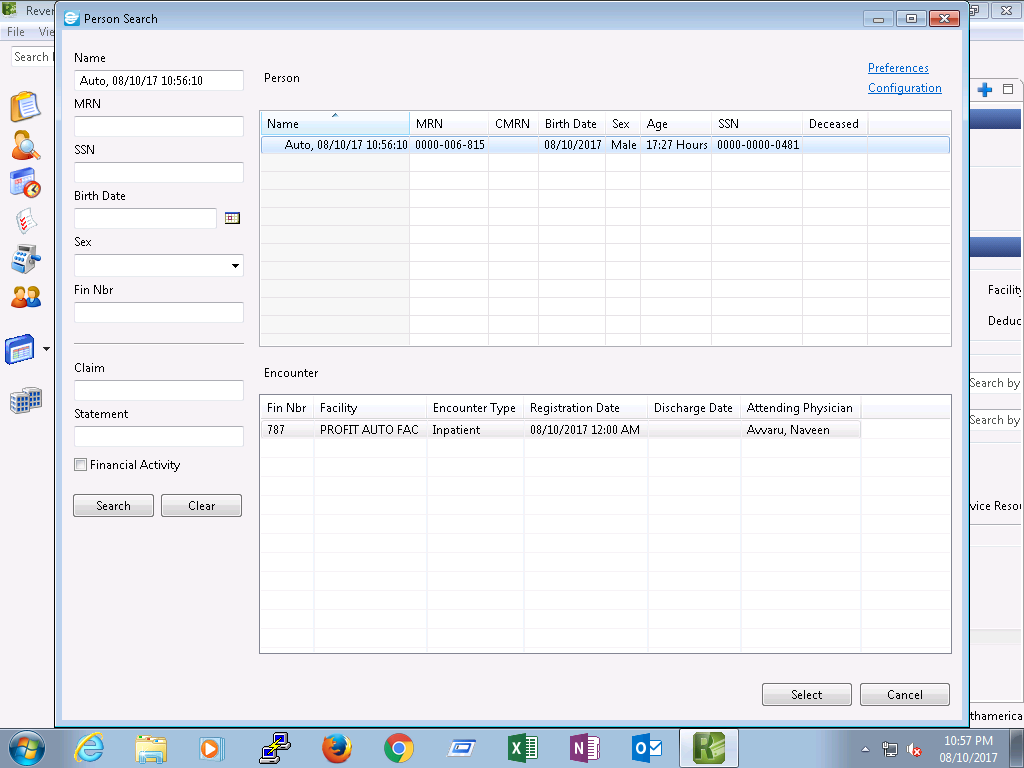 Rever
Person Search
File Vie
Search
Name
Auto, 08/10/17 10:56:10
MRN
SSN
Birth Date
Sex
Fin Nbr
Claim
Statement
Financial Activity
Search Clear
Person
Preferences
Configuration
Name MRN CMRN Birth Date Sex Age SSN Deceased
Auto, 08/10/17 10:56:10 0000-006-815 08/10/2017 Male 17:27 Hours 0000-0000-0481
Encounter
Fin Nbr Facility Encounter Type Registration Date Discharge Date Attending Physician
787 PROFIT AUTO FAC Inpatient 08/10/2017 12:00 AM Avvaru, Naveen
Select Cancel
Facility
Deduc
Search by
Search by
vice Resou
thamerica
10:57 PM
08/10/2017